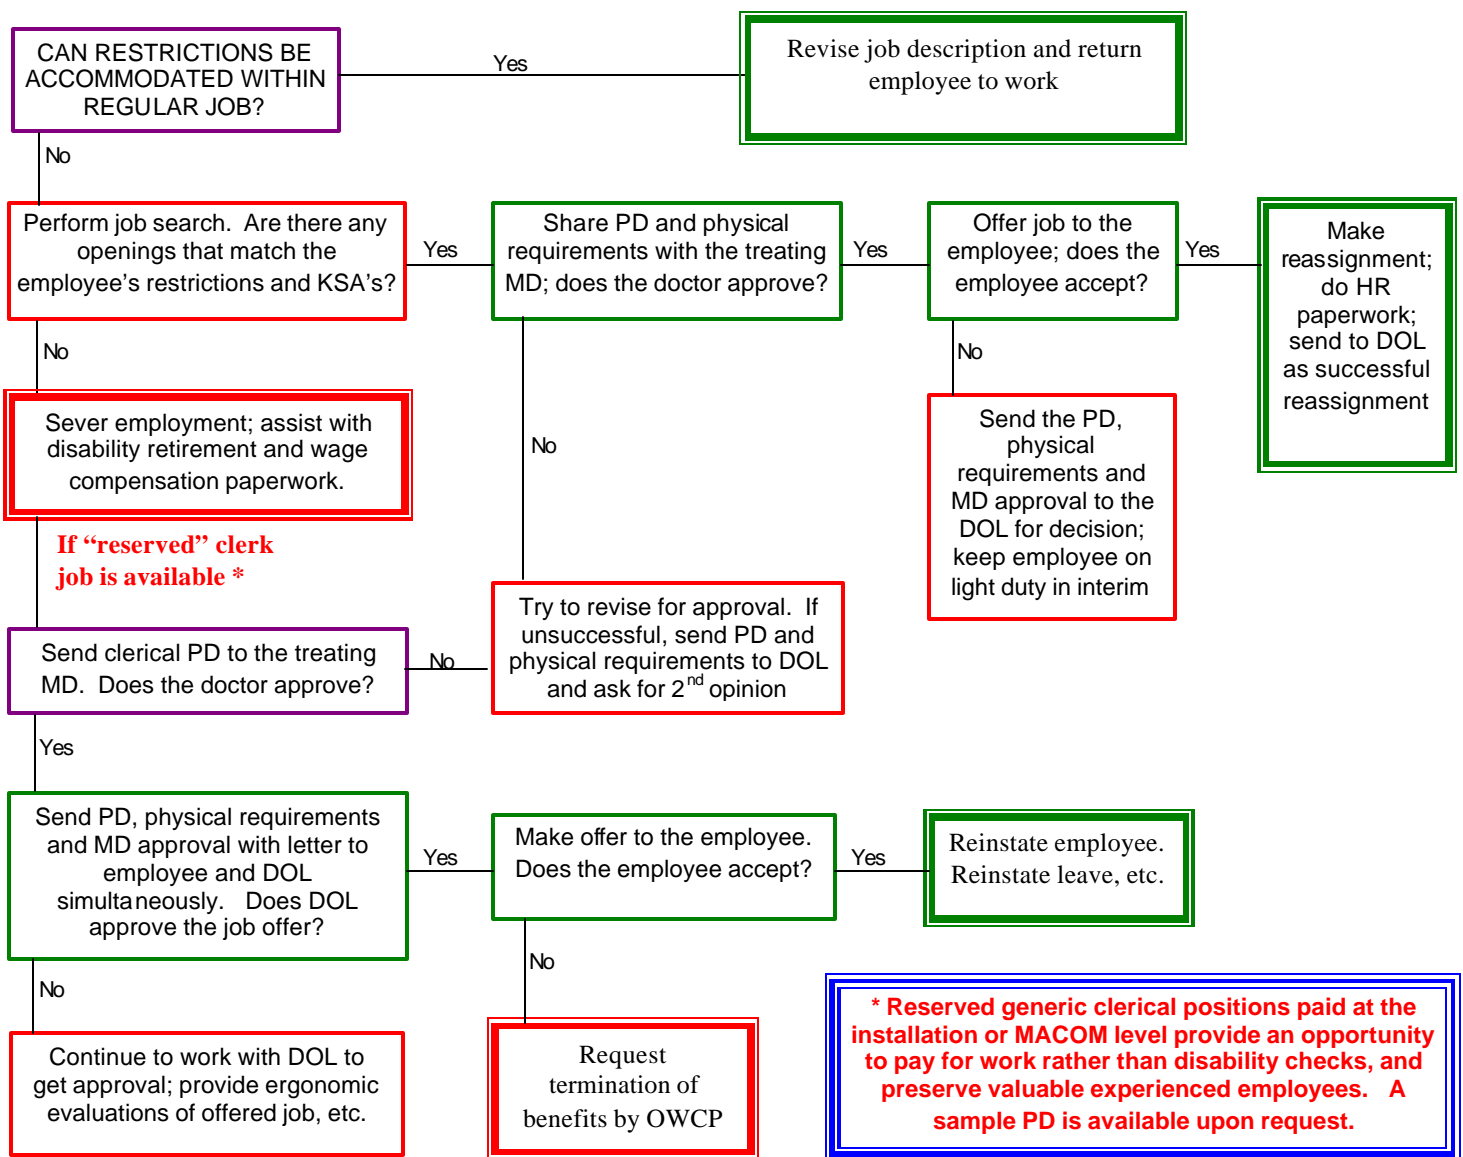 CAN RESTRICTIONS BE
ACCOMMODATED WITHIN
REGULAR JOB?
Yes
Revise job description and return
employee to work
No
Perform job search.  Are there any
openings that match the
employee’s restrictions and KSA’s?
Yes
Share PD and physical
requirements with the treating
MD; does the doctor approve?
Yes
Offer job to the
employee; does the
employee accept?
Yes
Make
reassignment;
do HR
paperwork;
send to DOL
as successful
reassignment
No
Sever employment; assist with
disability retirement and wage
compensation paperwork.
No
No
Send the PD,
physical
requirements and
MD approval to the
DOL for decision;
keep employee on
light duty in interim
If “reserved” clerk
job is available *
Try to revise for approval.  If
unsuccessful, send PD and
physical requirements to DOL
and ask for 2nd opinion
Send clerical PD to the treating
MD.  Does the doctor approve?
No
Yes
Send PD, physical requirements
and MD approval with letter to
employee and DOL
simultaneously.   Does DOL
approve the job offer?
Yes
Make offer to the employee.
Does the employee accept?
Yes
Reinstate employee.
Reinstate leave, etc.
No
Continue to work with DOL to
get approval; provide ergonomic
evaluations of offered job, etc.
No
Request
termination of
benefits by OWCP
* Reserved generic clerical positions paid at the
installation or MACOM level provide an opportunity
to pay for work rather than disability checks, and
preserve valuable experienced employees.   A
sample PD is available upon request.